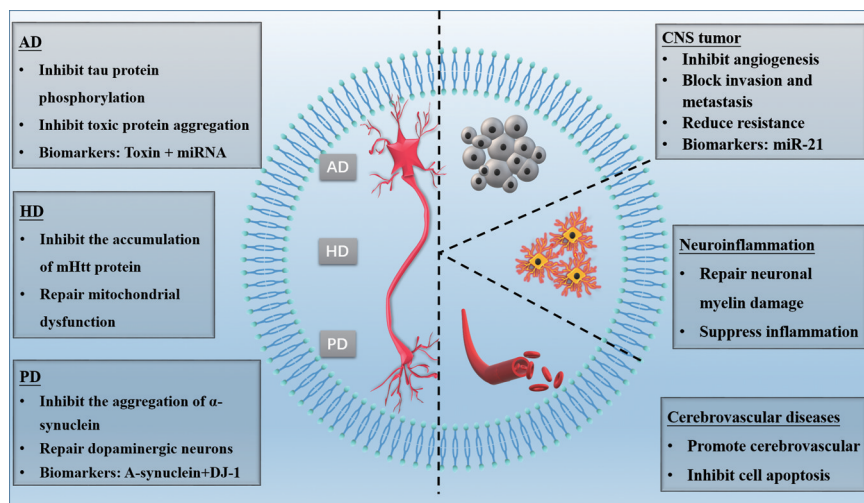 AD
• Inhibit tau protein
phosphorylation
• Inhibit toxic protein aggregation
• Biomarkers: Toxin + miRNA
HD
• Inhibit the accumulation
of mHtt protein
• Repair mitochondrial
dysfunction
PD
• Inhibit the aggregation of α-
synuclein
• Repair dopaminergic neurons
• Biomarkers: A-synuclein+DJ-1
AD
HD
PD
CNS tumor
• Inhibit angiogenesis
• Block invasion and
metastasis
• Reduce resistance
• Biomarkers: miR-21
Neuroinflammation
• Repair neuronal
myelin damage
• Suppress inflammation
Cerebrovascular diseases
• Promote cerebrovascular
• Inhibit cell apoptosis